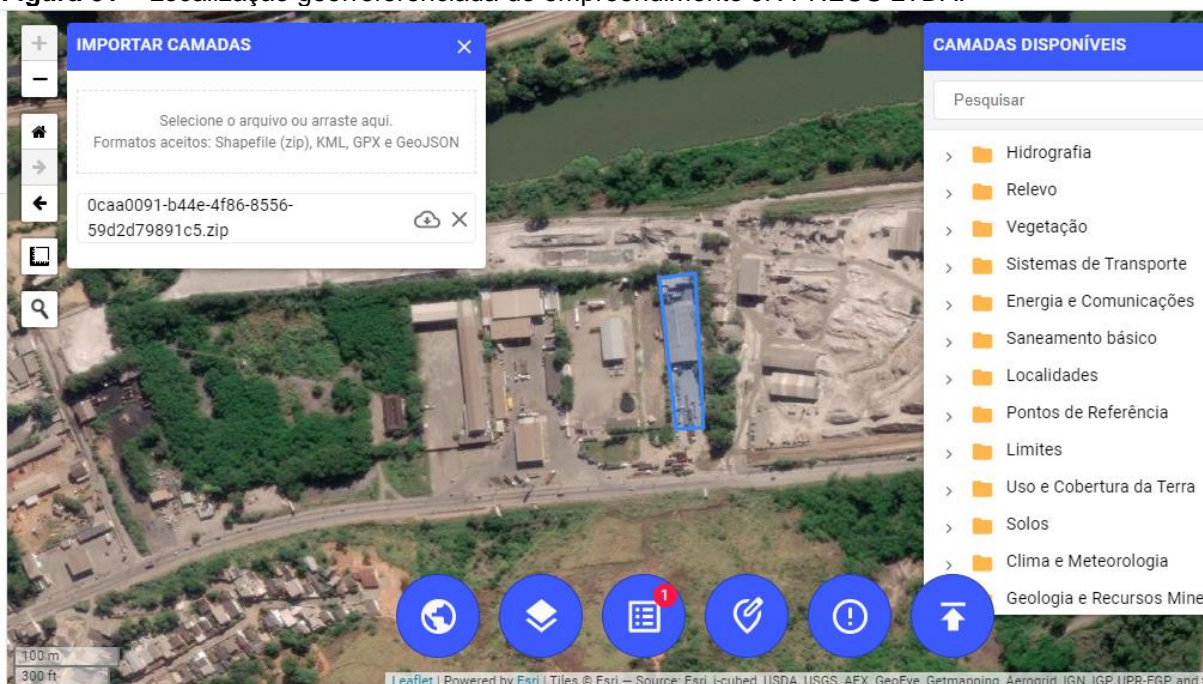 IMPORTAR CAMADAS
Selecione o arquivo ou arraste aqui.
Formatos aceitos: Shapefile (zip), KML, GPX e GeoJSON
0caa0091-b44e-4f86-8556-
59d2d79891c5.zip
CAMADAS DISPONÍVEIS
Pesquisar
Hidrografia
Relevo
Vegetação
Sistemas de Transporte
Energia e Comunicações
Saneamento básico
Localidades
Pontos de Referência
Limites
Uso e Cobertura da Terra
Solos
Clima e Meteorologia
Geologia e Recursos Mine
1
100 m
300 ft
Leaflet | Powered by Esri | Tiles © Esri — Source: Esri, i-cubed, USDA, USGS, AEX, GeoEye, Getmapping, Aerogrid, IGN, IGP, UPR-EGP, and